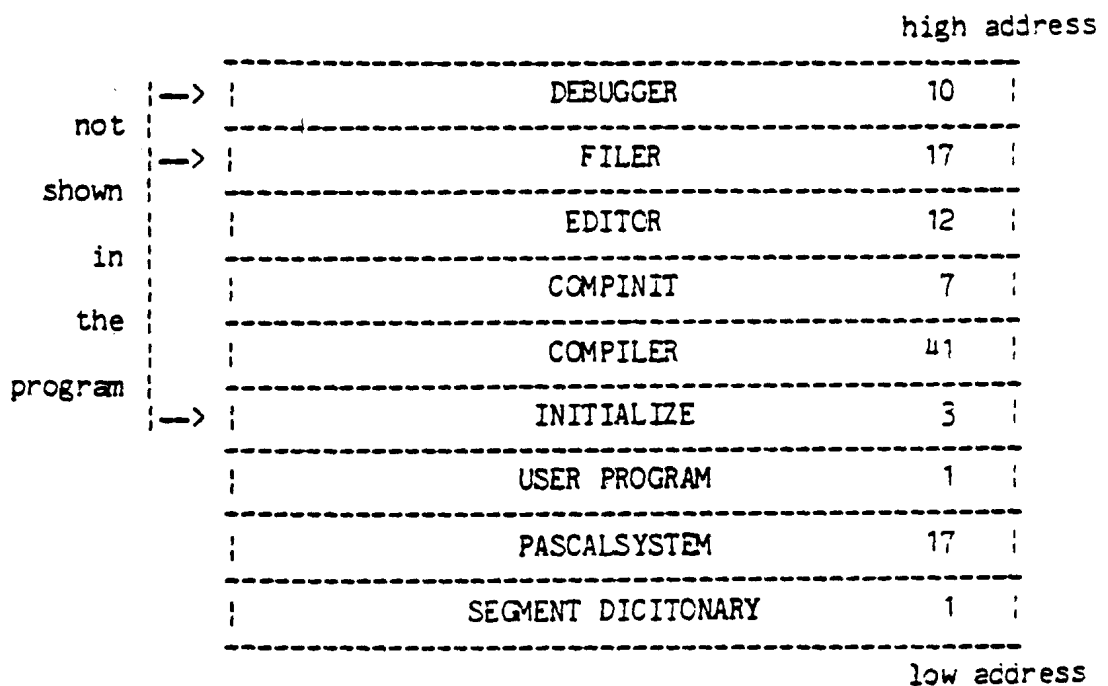 high address
DEBUGGER 10
not
FILER 17
shown
EDITOR 12
in
COMPINIT 7
the
COMPILER 41
program
INITIALIZE 3
USER PROGRAM 1
PASCALSYSTEM 17
SEGMENT DICITONARY 1
low address